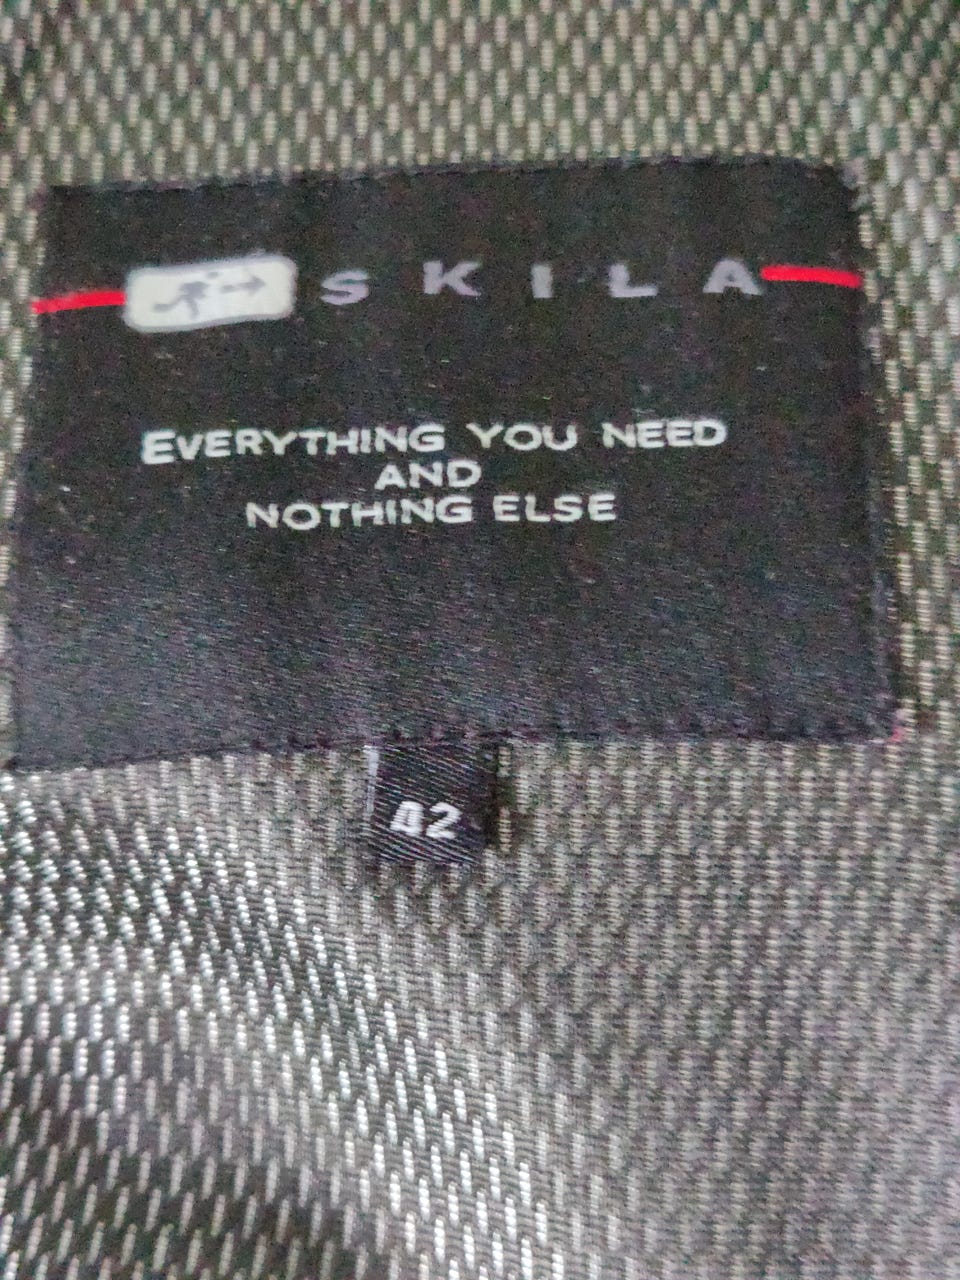 SKILA
EVERYTHING YOU NEED
AND
NOTHING ELSE
42